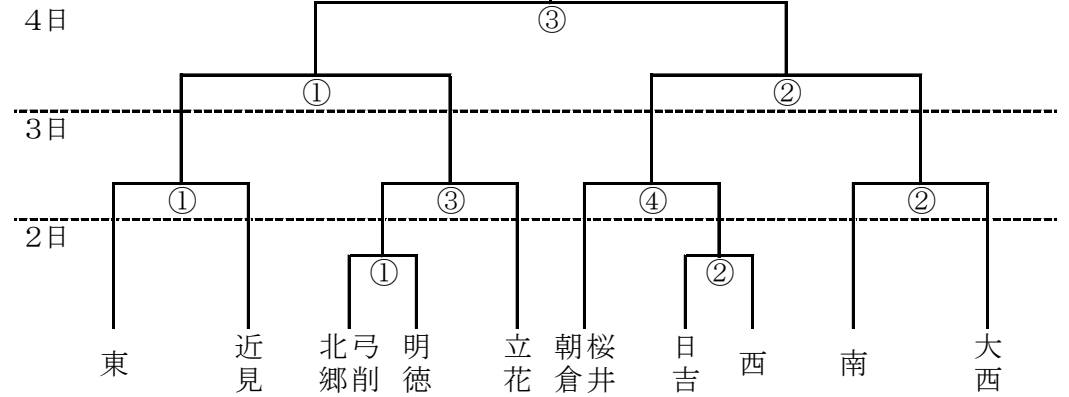 4日
③
① ②
3日
① ③ ④ ②
2日
① ②
東 近見 北郷 弓削 明徳 立花 朝倉 桜井 日吉 西 南 大西